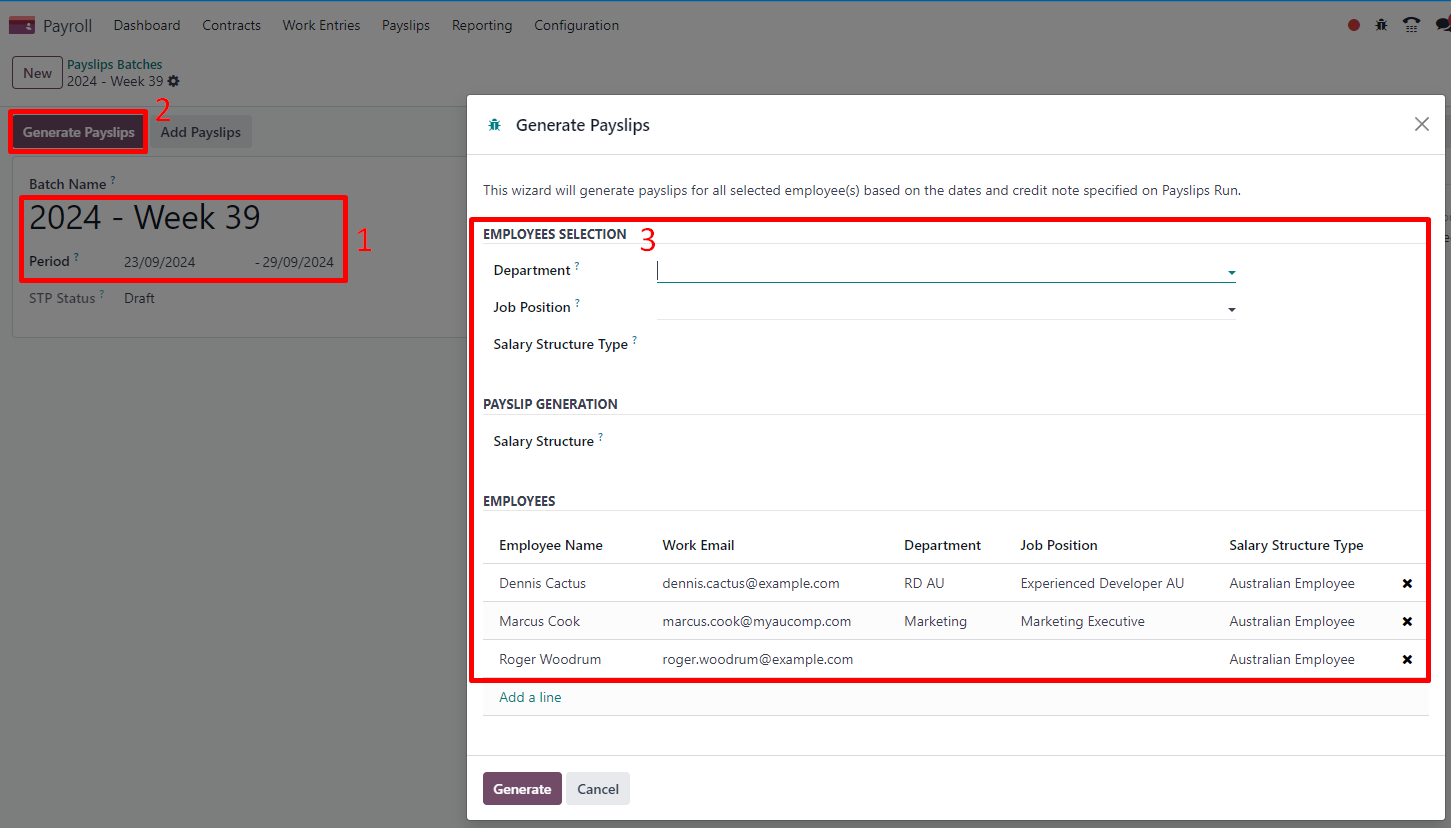 Payroll Dashboard Contracts Work Entries Payslips Reporting Configuration
New Payslips Batches
2024 - Week 39
2
Generate Payslips Add Payslips
Batch Name ?
2024 - Week 39
1
Period ? 23/09/2024 - 29/09/2024
STP Status ? Draft
Generate Payslips
This wizard will generate payslips for all selected employee(s) based on the dates and credit note specified on Payslips Run.
EMPLOYEES SELECTION 3
Department ?
Job Position ?
Salary Structure Type ?
PAYSLIP GENERATION
Salary Structure ?
EMPLOYEES
Employee Name Work Email Department Job Position Salary Structure Type
Dennis Cactus dennis.cactus@example.com RD AU Experienced Developer AU Australian Employee
Marcus Cook marcus.cook@myaucomp.com Marketing Marketing Executive Australian Employee
Roger Woodrum roger.woodrum@example.com Australian Employee
Add a line
Generate Cancel